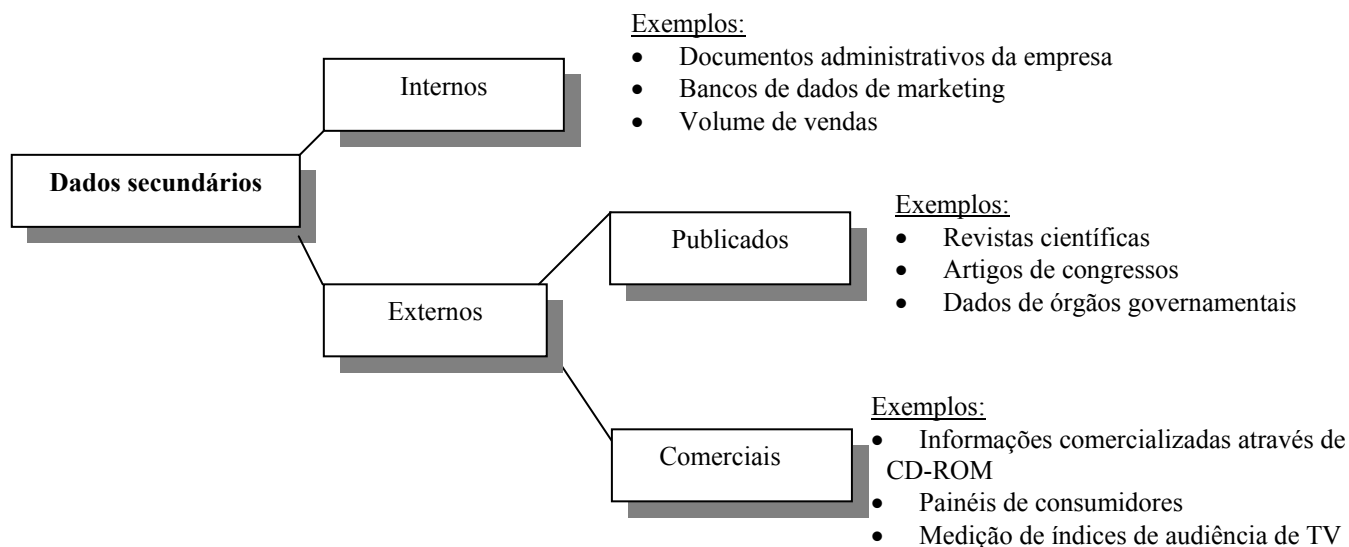 Exemplos:
• Documentos administrativos da empresa
• Bancos de dados de marketing
• Volume de vendas
Internos
Dados secundários
Exemplos:
• Revistas científicas
• Artigos de congressos
• Dados de órgãos governamentais
Publicados
Externos
Exemplos:
• Informações comercializadas através de
CD-ROM
• Painéis de consumidores
• Medição de índices de audiência de TV
Comerciais